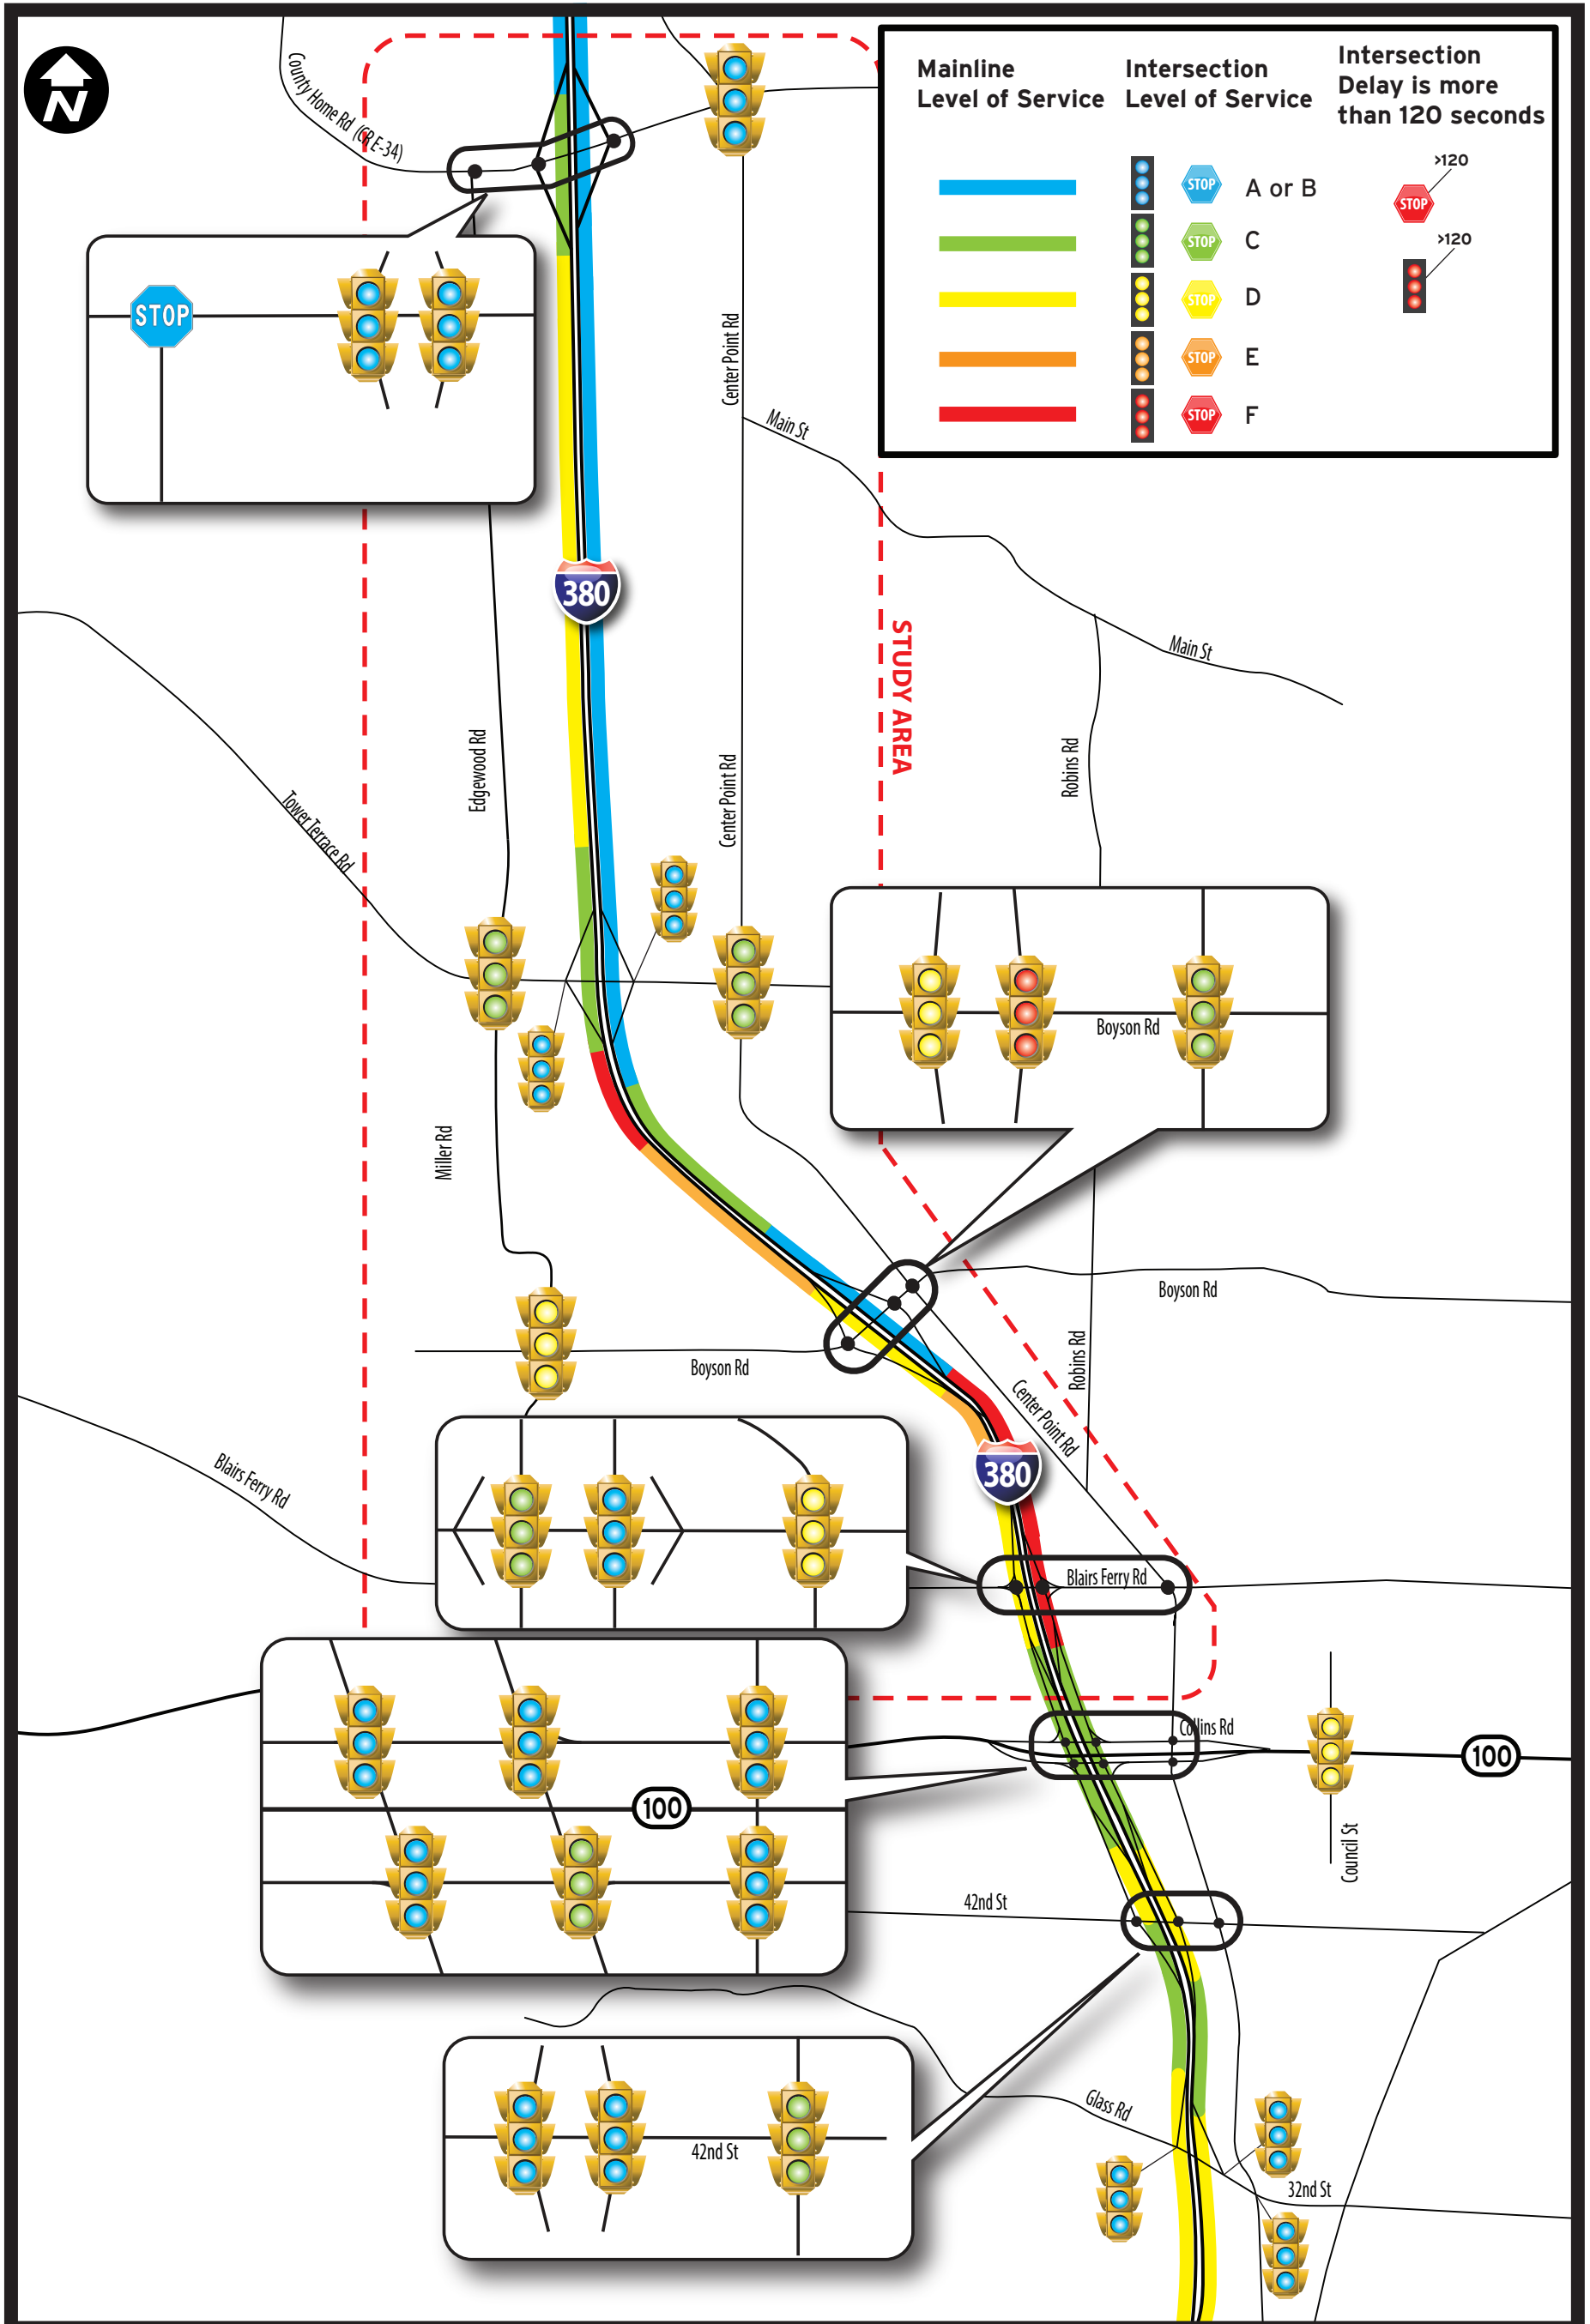 N
County Home Rd (CR E-34)
Mainline
Level of Service
Intersection
Level of Service
Intersection
Delay is more
than 120 seconds
STOP
A or B
>120
STOP
STOP
C
>120
STOP
D
STOP
E
STOP
F
STOP
Center Point Rd
Main St
380
STUDY AREA
Main St
Edgewood Rd
Center Point Rd
Robins Rd
Tower Terrace Rd
Boyson Rd
Miller Rd
Boyson Rd
Robins Rd
Boyson Rd
Center Point Rd
380
Blairs Ferry Rd
Blairs Ferry Rd
Collins Rd
100
100
Council St
42nd St
Glass Rd
42nd St
32nd St